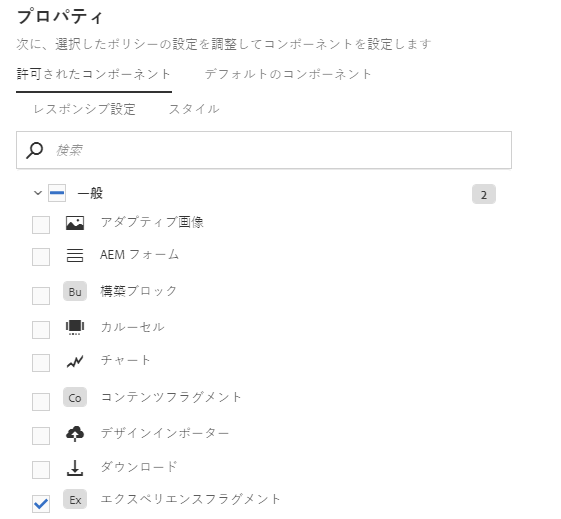 プロパティ
次に、選択したポリシーの設定を調整してコンポーネントを設定します
許可されたコンポーネント デフォルトのコンポーネント
レスポンシブ設定 スタイル
検索
一般 2
アダプティブ画像
AEM フォーム
Bu 構築ブロック
カルーセル
チャート
Co コンテンツフラグメント
デザインインポーター
ダウンロード
Ex エクスペリエンスフラグメント